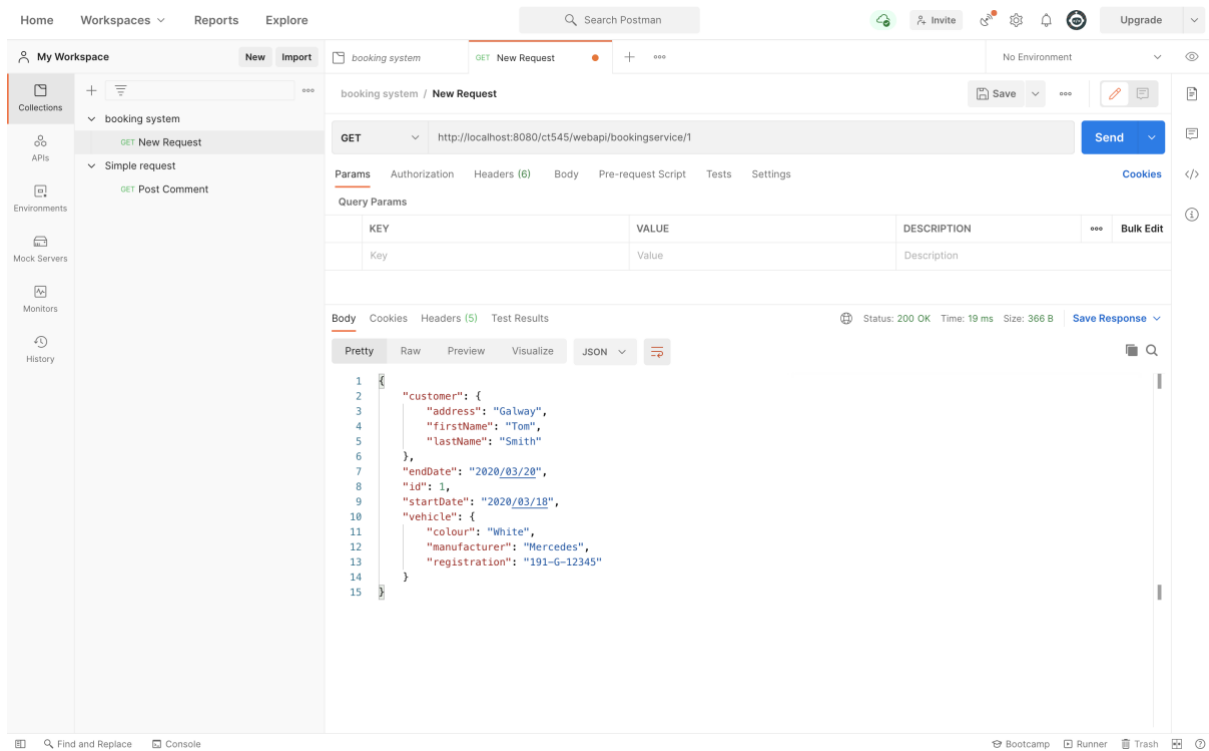 Home Workspaces Reports Explore Search Postman Invite Upgrade
My Workspace New Import booking system GET New Request No Environment
Collections
booking system / New Request Save
booking system
GET New Request
GET http://localhost:8080/ct545/webapi/bookingservice/1 Send
APIs
Simple request
GET Post Comment
Params Authorization Headers (6) Body Pre-request Script Tests Settings Cookies
Environments
Query Params
KEY VALUE DESCRIPTION Bulk Edit
Key Value Description
Mock Servers
Monitors
History
Body Cookies Headers (5) Test Results Status: 200 OK Time: 19 ms Size: 366 B Save Response
Pretty Raw Preview Visualize JSON
1 {
2 "customer": {
3 "address": "Galway",
4 "firstName": "Tom",
5 "lastName": "Smith"
6 },
7 "endDate": "2020/03/20",
8 "id": 1,
9 "startDate": "2020/03/18",
10 "vehicle": {
11 "colour": "White",
12 "manufacturer": "Mercedes",
13 "registration": "191-G-12345"
14 }
15 }
Find and Replace Console Bootcamp Runner Trash